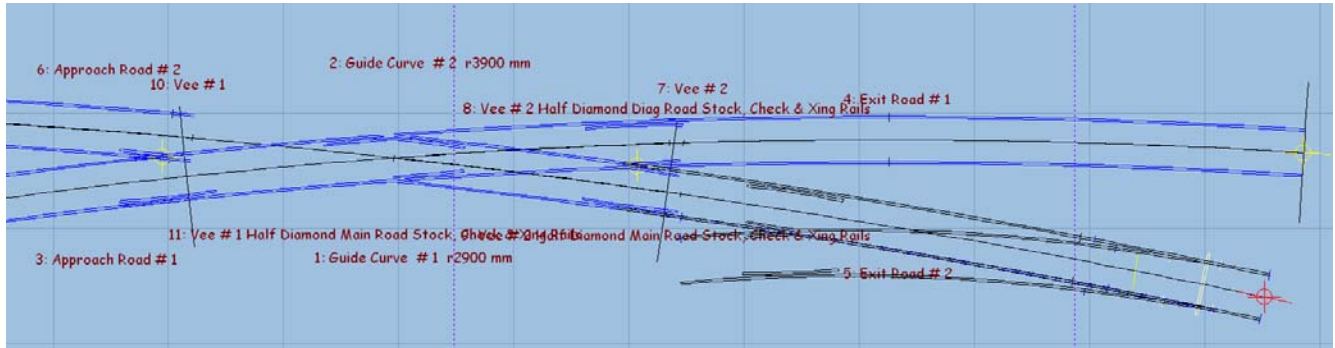 6: Approach Road # 2
2: Guide Curve # 2 r3900 mm
10: Vee # 1
7: Vee # 2
4: Exit Road # 1
8: Vee # 2 Half Diamond Diag Road Stock, Check & Xing Rails
11: Vee # 1 Half Diamond Main Road Stock,
Half Diamond Main Road Stock, Check & Xing Rails
3: Approach Road # 1
1: Guide Curve # 1 r2900 mm
5: Exit Road # 2